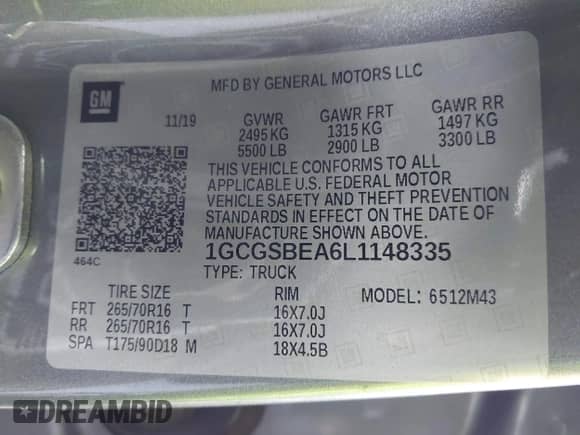 MFD BY GENERAL MOTORS LLC
GM
11/19 GVWR GAWR FRT GAWR RR
2495 KG 1315 KG 1497 KG
5500 LB 2900 LB 3300 LB
THIS VEHICLE CONFORMS TO ALL
APPLICABLE U.S. FEDERAL MOTOR
VEHICLE SAFETY AND THEFT PREVENTION
STANDARDS IN EFFECT ON THE DATE OF
MANUFACTURE SHOWN ABOVE.
464C
1GCGSBEA6L1148335
TYPE: TRUCK
TIRE SIZE RIM MODEL: 6512M43
FRT 265/70R16 T 16X7.0J
RR 265/70R16 T 16X7.0J
SPA T175/90D18 M 18X4.5B
DREAMBID